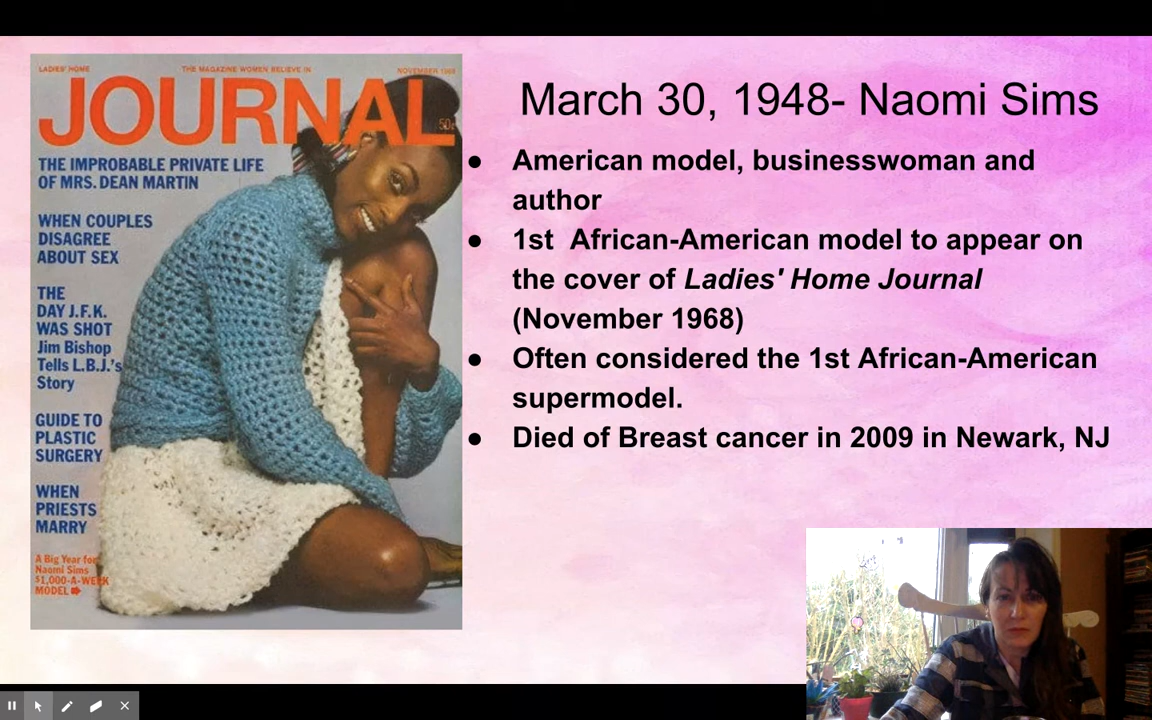 LADIES' HOME THE MAGAZINE WOMEN BELIEVE IN NOVEMBER 1968
JOURNAL
50¢
THE IMPROBABLE PRIVATE LIFE
OF MRS. DEAN MARTIN
WHEN COUPLES
DISAGREE
ABOUT SEX
THE
DAY J.F.K.
WAS SHOT
Jim Bishop
Tells L.B.J.'s
Story
GUIDE TO
PLASTIC
SURGERY
WHEN
PRIESTS
MARRY
A Big Year for
Naomi Sims
$1,000-A-WEEK
MODEL
March 30, 1948- Naomi Sims
● American model, businesswoman and
author
● 1st  African-American model to appear on
the cover of Ladies' Home Journal
(November 1968)
● Often considered the 1st African-American
supermodel.
● Died of Breast cancer in 2009 in Newark, NJ